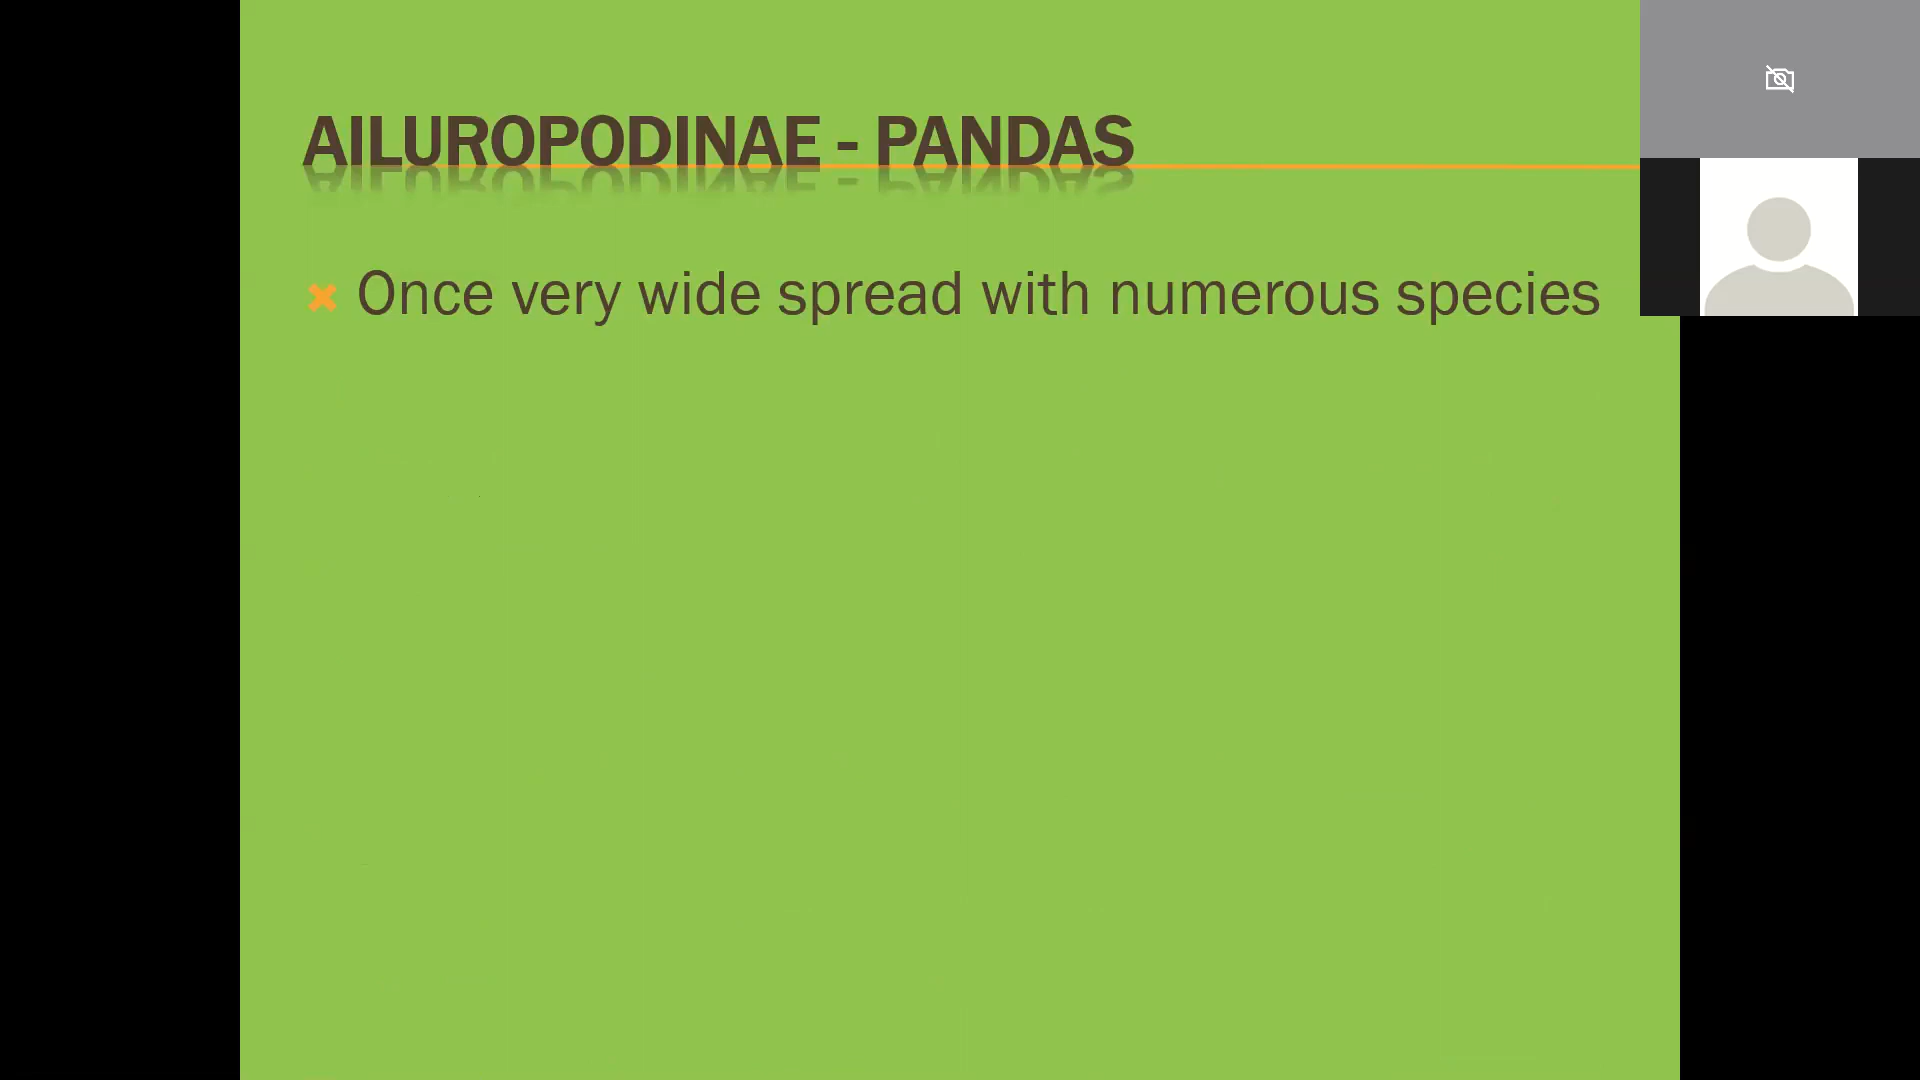 AILUROPODINAE - PANDAS
Once very wide spread with numerous species